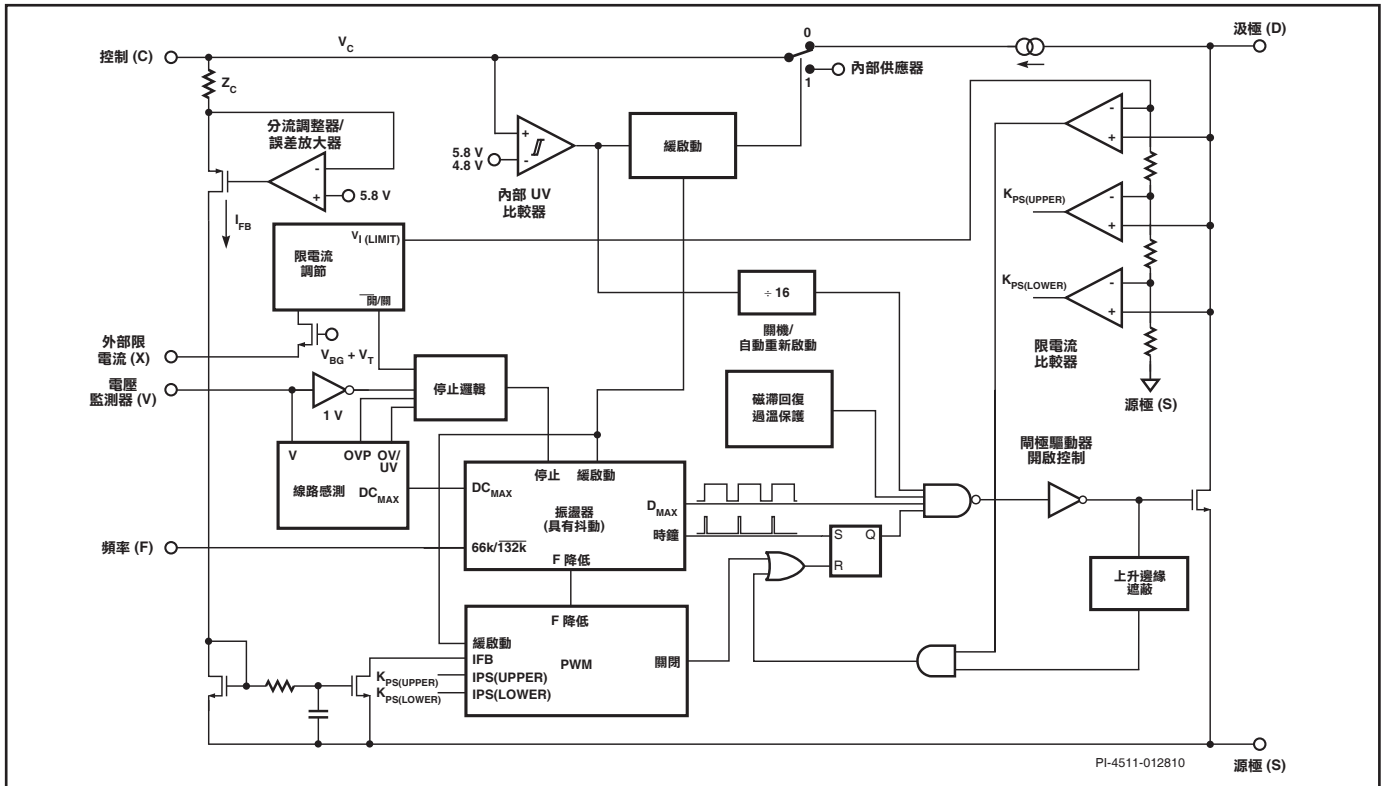 控制 (C)
V_C
0
汲極 (D)
1
內部供應器
Z_C
分流調整器/
誤差放大器
-
+
5.8 V
I_FB
+
-
5.8 V
4.8 V
內部 UV
比較器
緩啟動
-
+
K_PS(UPPER)
-
+
K_PS(LOWER)
-
+
限電流
比較器
源極 (S)
V_I (LIMIT)
限電流
調節
開/關
÷ 16
關機/
自動重新啟動
外部限
電流 (X)
V_BG + V_T
電壓
監測器 (V)
1 V
停止邏輯
磁滯回復
過溫保護
V
OVP
OV/
UV
線路感測
DC_MAX
停止
緩啟動
DC_MAX
D_MAX
振盪器
(具有抖動)
時鐘
66k/132k
F 降低
頻率 (F)
S
Q
R
閘極驅動器
開啟控制
上升邊緣
遮蔽
F 降低
緩啟動
IFB
PWM
關閉
K_PS(UPPER)
IPS(UPPER)
K_PS(LOWER)
IPS(LOWER)
PI-4511-012810
源極 (S)